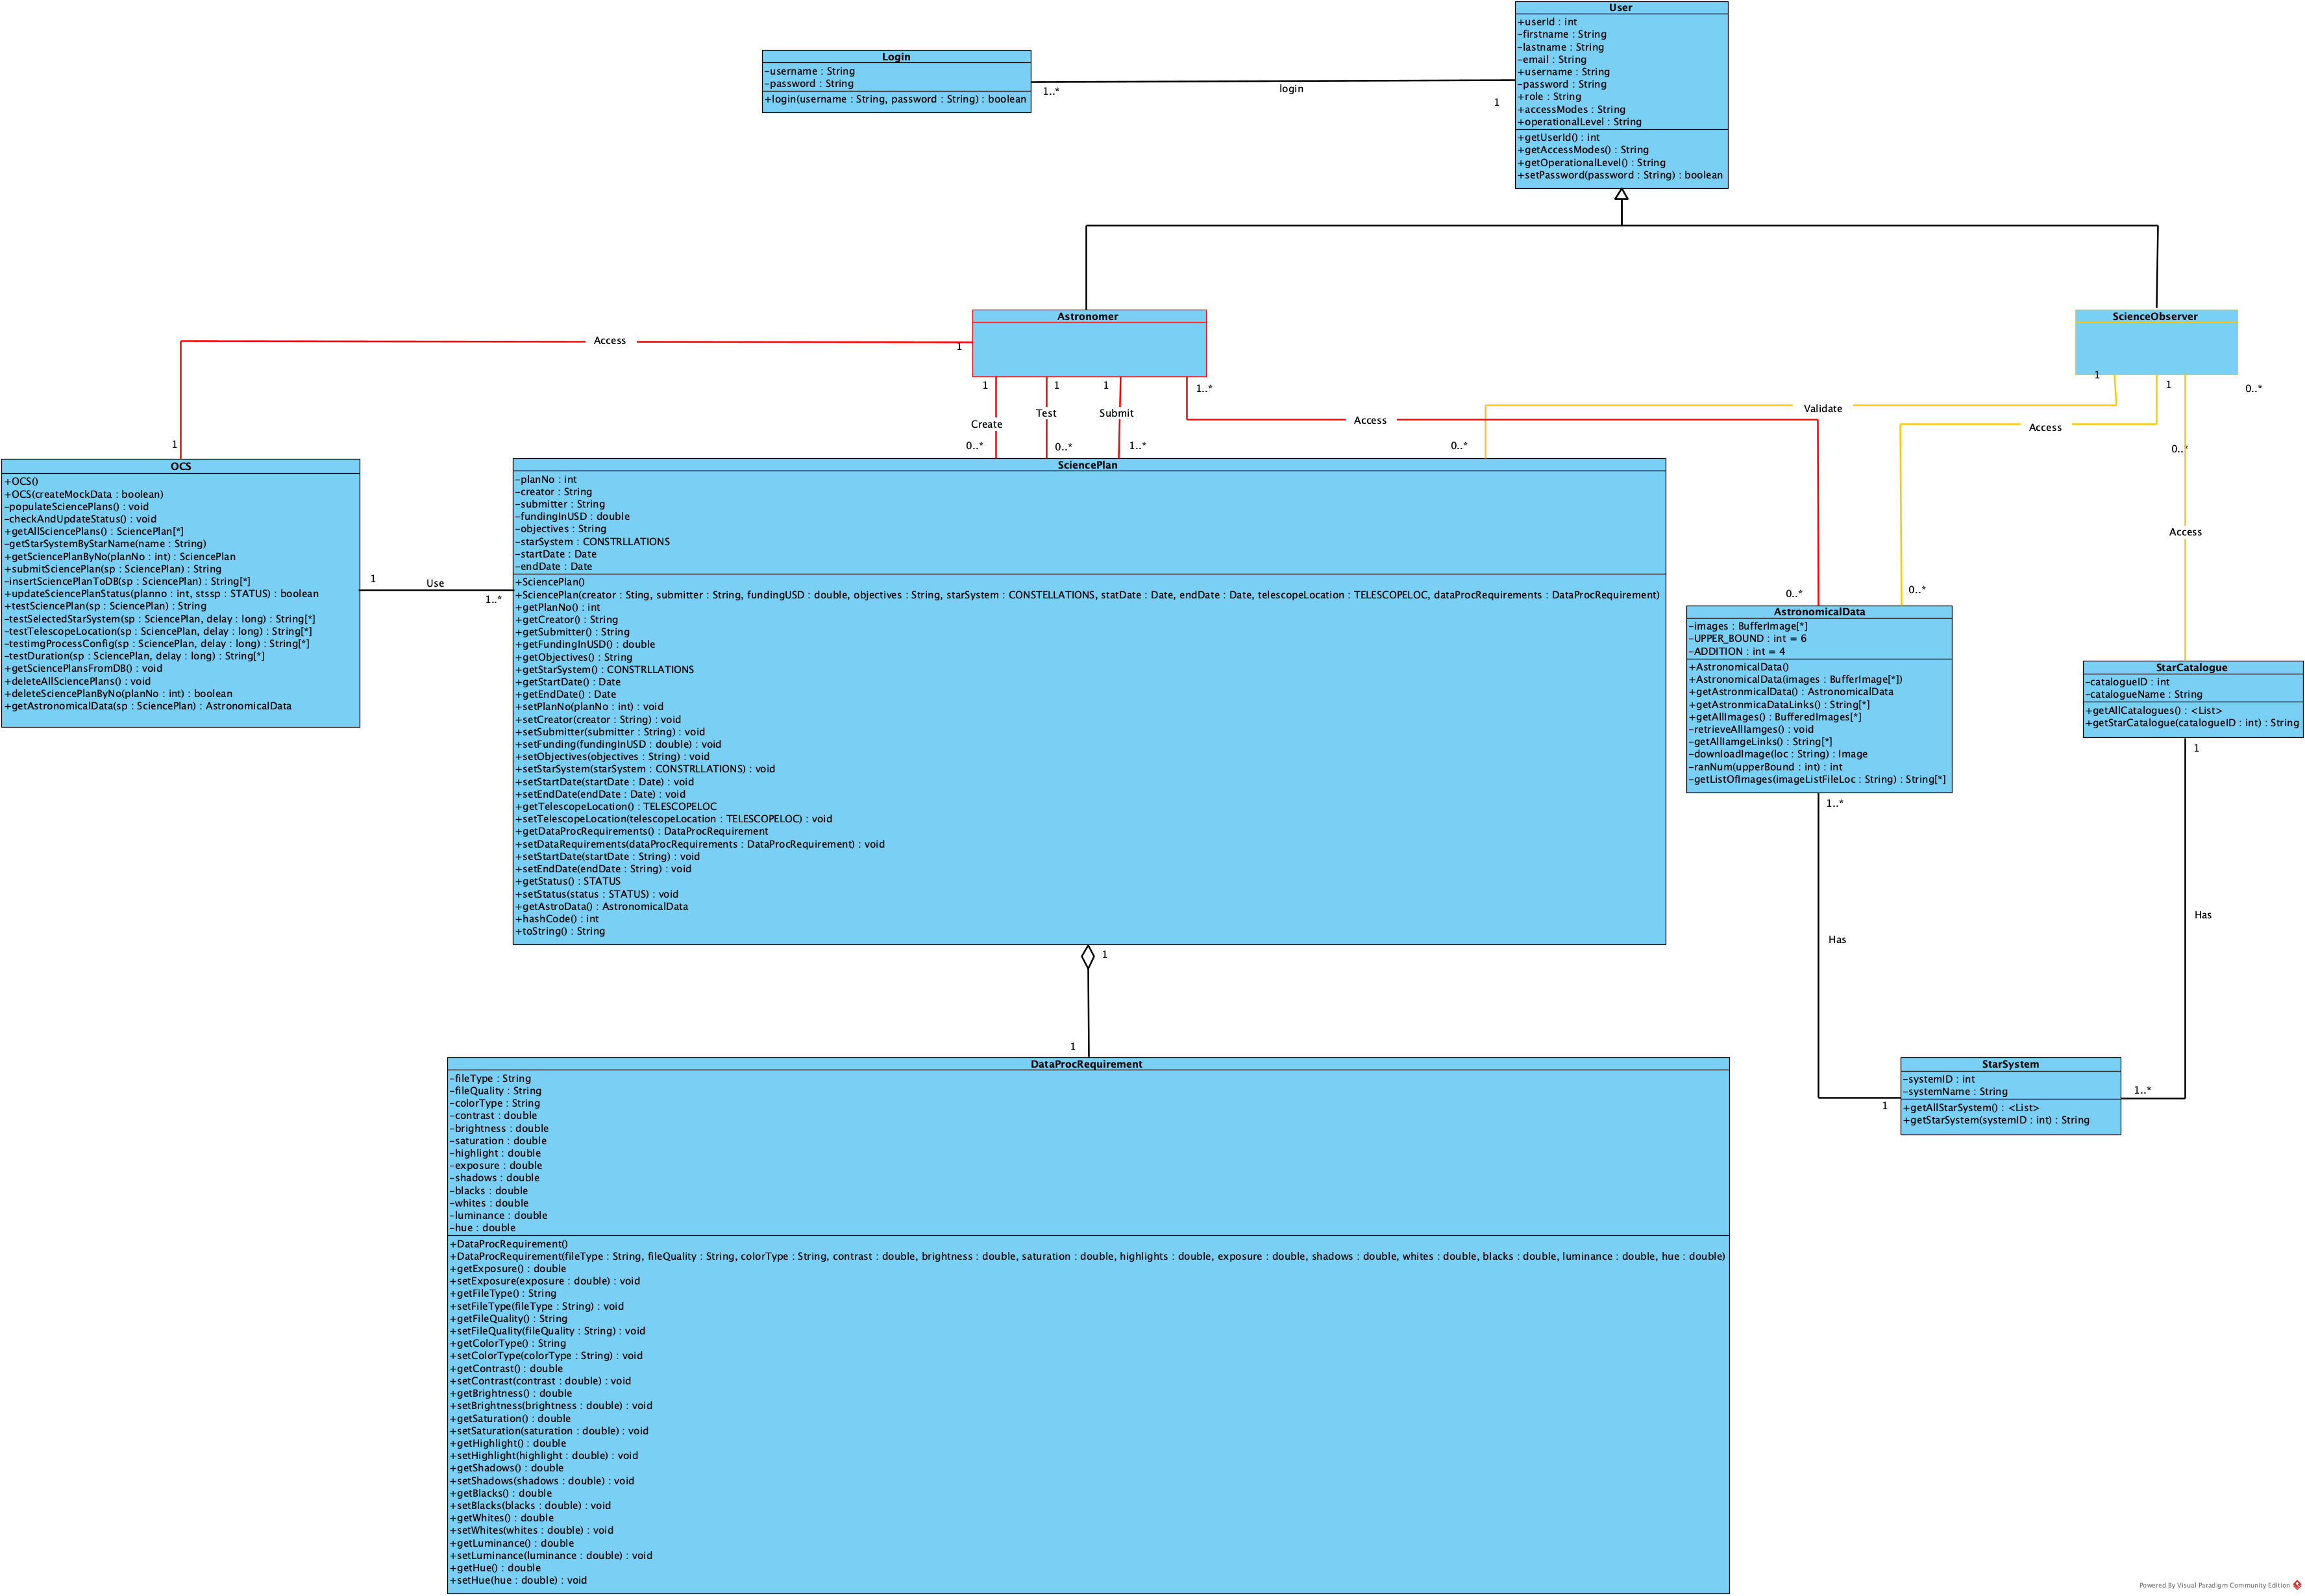 User
+userId : int
-firstname : String
-lastname : String
-email : String
+username : String
-password : String
+role : String
+accessModes : String
+operationalLevel : String
+getUserId() : int
+getAccessModes() : String
+getOperationalLevel() : String
+setPassword(password : String) : boolean
Login
-username : String
-password : String
+login(username : String, password : String) : boolean
1..*
login
1
Astronomer
ScienceObserver
Access
1
1
1
Create
0..*
1
Test
0..*
1
Submit
1..*
1..*
Access
0..*
1
Validate
0..*
1
Access
0..*
0..*
Access
0..*
OCS
+OCS()
+OCS(createMockData : boolean)
-populateSciencePlans() : void
-checkAndUpdateStatus() : void
+getAllSciencePlans() : SciencePlan[*]
-getStarSystemByStarName(name : String)
+getSciencePlanByNo(planNo : int) : SciencePlan
+submitSciencePlan(sp : SciencePlan) : String
-insertSciencePlanToDB(sp : SciencePlan) : String[*]
+updateSciencePlanStatus(planno : int, stssp : STATUS) : boolean
+testSciencePlan(sp : SciencePlan) : String
-testSelectedStarSystem(sp : SciencePlan, delay : long) : String[*]
-testTelescopeLocation(sp : SciencePlan, delay : long) : String[*]
-testimgProcessConfig(sp : SciencePlan, delay : long) : String[*]
-testDuration(sp : SciencePlan, delay : long) : String[*]
+getSciencePlansFromDB() : void
+deleteAllSciencePlans() : void
+deleteSciencePlanByNo(planNo : int) : boolean
+getAstronomicalData(sp : SciencePlan) : AstronomicalData
1
Use
1..*
SciencePlan
-planNo : int
-creator : String
-submitter : String
-fundingInUSD : double
-objectives : String
-starSystem : CONSTRLLATIONS
-startDate : Date
-endDate : Date
+SciencePlan()
+SciencePlan(creator : Sting, submitter : String, fundingUSD : double, objectives : String, starSystem : CONSTELLATIONS, statDate : Date, endDate : Date, telescopeLocation : TELESCOPELOC, dataProcRequirements : DataProcRequirement)
+getPlanNo() : int
+getCreator() : String
+getSubmitter() : String
+getFundingInUSD() : double
+getObjectives() : String
+getStarSystem() : CONSTRLLATIONS
+getStartDate() : Date
+getEndDate() : Date
+setPlanNo(planNo : int) : void
+setCreator(creator : String) : void
+setSubmitter(submitter : String) : void
+setFunding(fundingInUSD : double) : void
+setObjectives(objectives : String) : void
+setStarSystem(starSystem : CONSTRLLATIONS) : void
+setStartDate(startDate : Date) : void
+setEndDate(endDate : Date) : void
+getTelescopeLocation() : TELESCOPELOC
+setTelescopeLocation(telescopeLocation : TELESCOPELOC) : void
+getDataProcRequirements() : DataProcRequirement
+setDataRequirements(dataProcRequirements : DataProcRequirement) : void
+setStartDate(startDate : String) : void
+setEndDate(endDate : String) : void
+getStatus() : STATUS
+setStatus(status : STATUS) : void
+getAstroData() : AstronomicalData
+hashCode() : int
+toString() : String
AstronomicalData
-images : BufferImage[*]
-UPPER_BOUND : int = 6
-ADDITION : int = 4
+AstronomicalData()
+AstronomicalData(images : BufferImage[*])
+getAstronmicalData() : AstronomicalData
+getAstronmicaDataLinks() : String[*]
+getAllImages() : BufferedImages[*]
-retrieveAllIamges() : void
-getAllIamgeLinks() : String[*]
-downloadImage(loc : String) : Image
-ranNum(upperBound : int) : int
-getListOfImages(imageListFileLoc : String) : String[*]
StarCatalogue
-catalogueID : int
-catalogueName : String
+getAllCatalogues() : <List>
+getStarCatalogue(catalogueID : int) : String
1..*
Has
1
1
Has
1..*
StarSystem
-systemID : int
-systemName : String
+getAllStarSystem() : <List>
+getStarSystem(systemID : int) : String
1
1
DataProcRequirement
-fileType : String
-fileQuality : String
-colorType : String
-contrast : double
-brightness : double
-saturation : double
-highlight : double
-exposure : double
-shadows : double
-blacks : double
-whites : double
-luminance : double
-hue : double
+DataProcRequirement()
+DataProcRequirement(fileType : String, fileQuality : String, colorType : String, contrast : double, brightness : double, saturation : double, highlights : double, exposure : double, shadows : double, whites : double, blacks : double, luminance : double, hue : double)
+getExposure() : double
+setExposure(exposure : double) : void
+getFileType() : String
+setFileType(fileType : String) : void
+getFileQuality() : String
+setFileQuality(fileQuality : String) : void
+getColorType() : String
+setColorType(colorType : String) : void
+getContrast() : double
+setContrast(contrast : double) : void
+getBrightness() : double
+setBrightness(brightness : double) : void
+getSaturation() : double
+setSaturation(saturation : double) : void
+getHighlight() : double
+setHighlight(highlight : double) : void
+getShadows() : double
+setShadows(shadows : double) : void
+getBlacks() : double
+setBlacks(blacks : double) : void
+getWhites() : double
+setWhites(whites : double) : void
+getLuminance() : double
+setLuminance(luminance : double) : void
+getHue() : double
+setHue(hue : double) : void
Powered By Visual Paradigm Community Edition